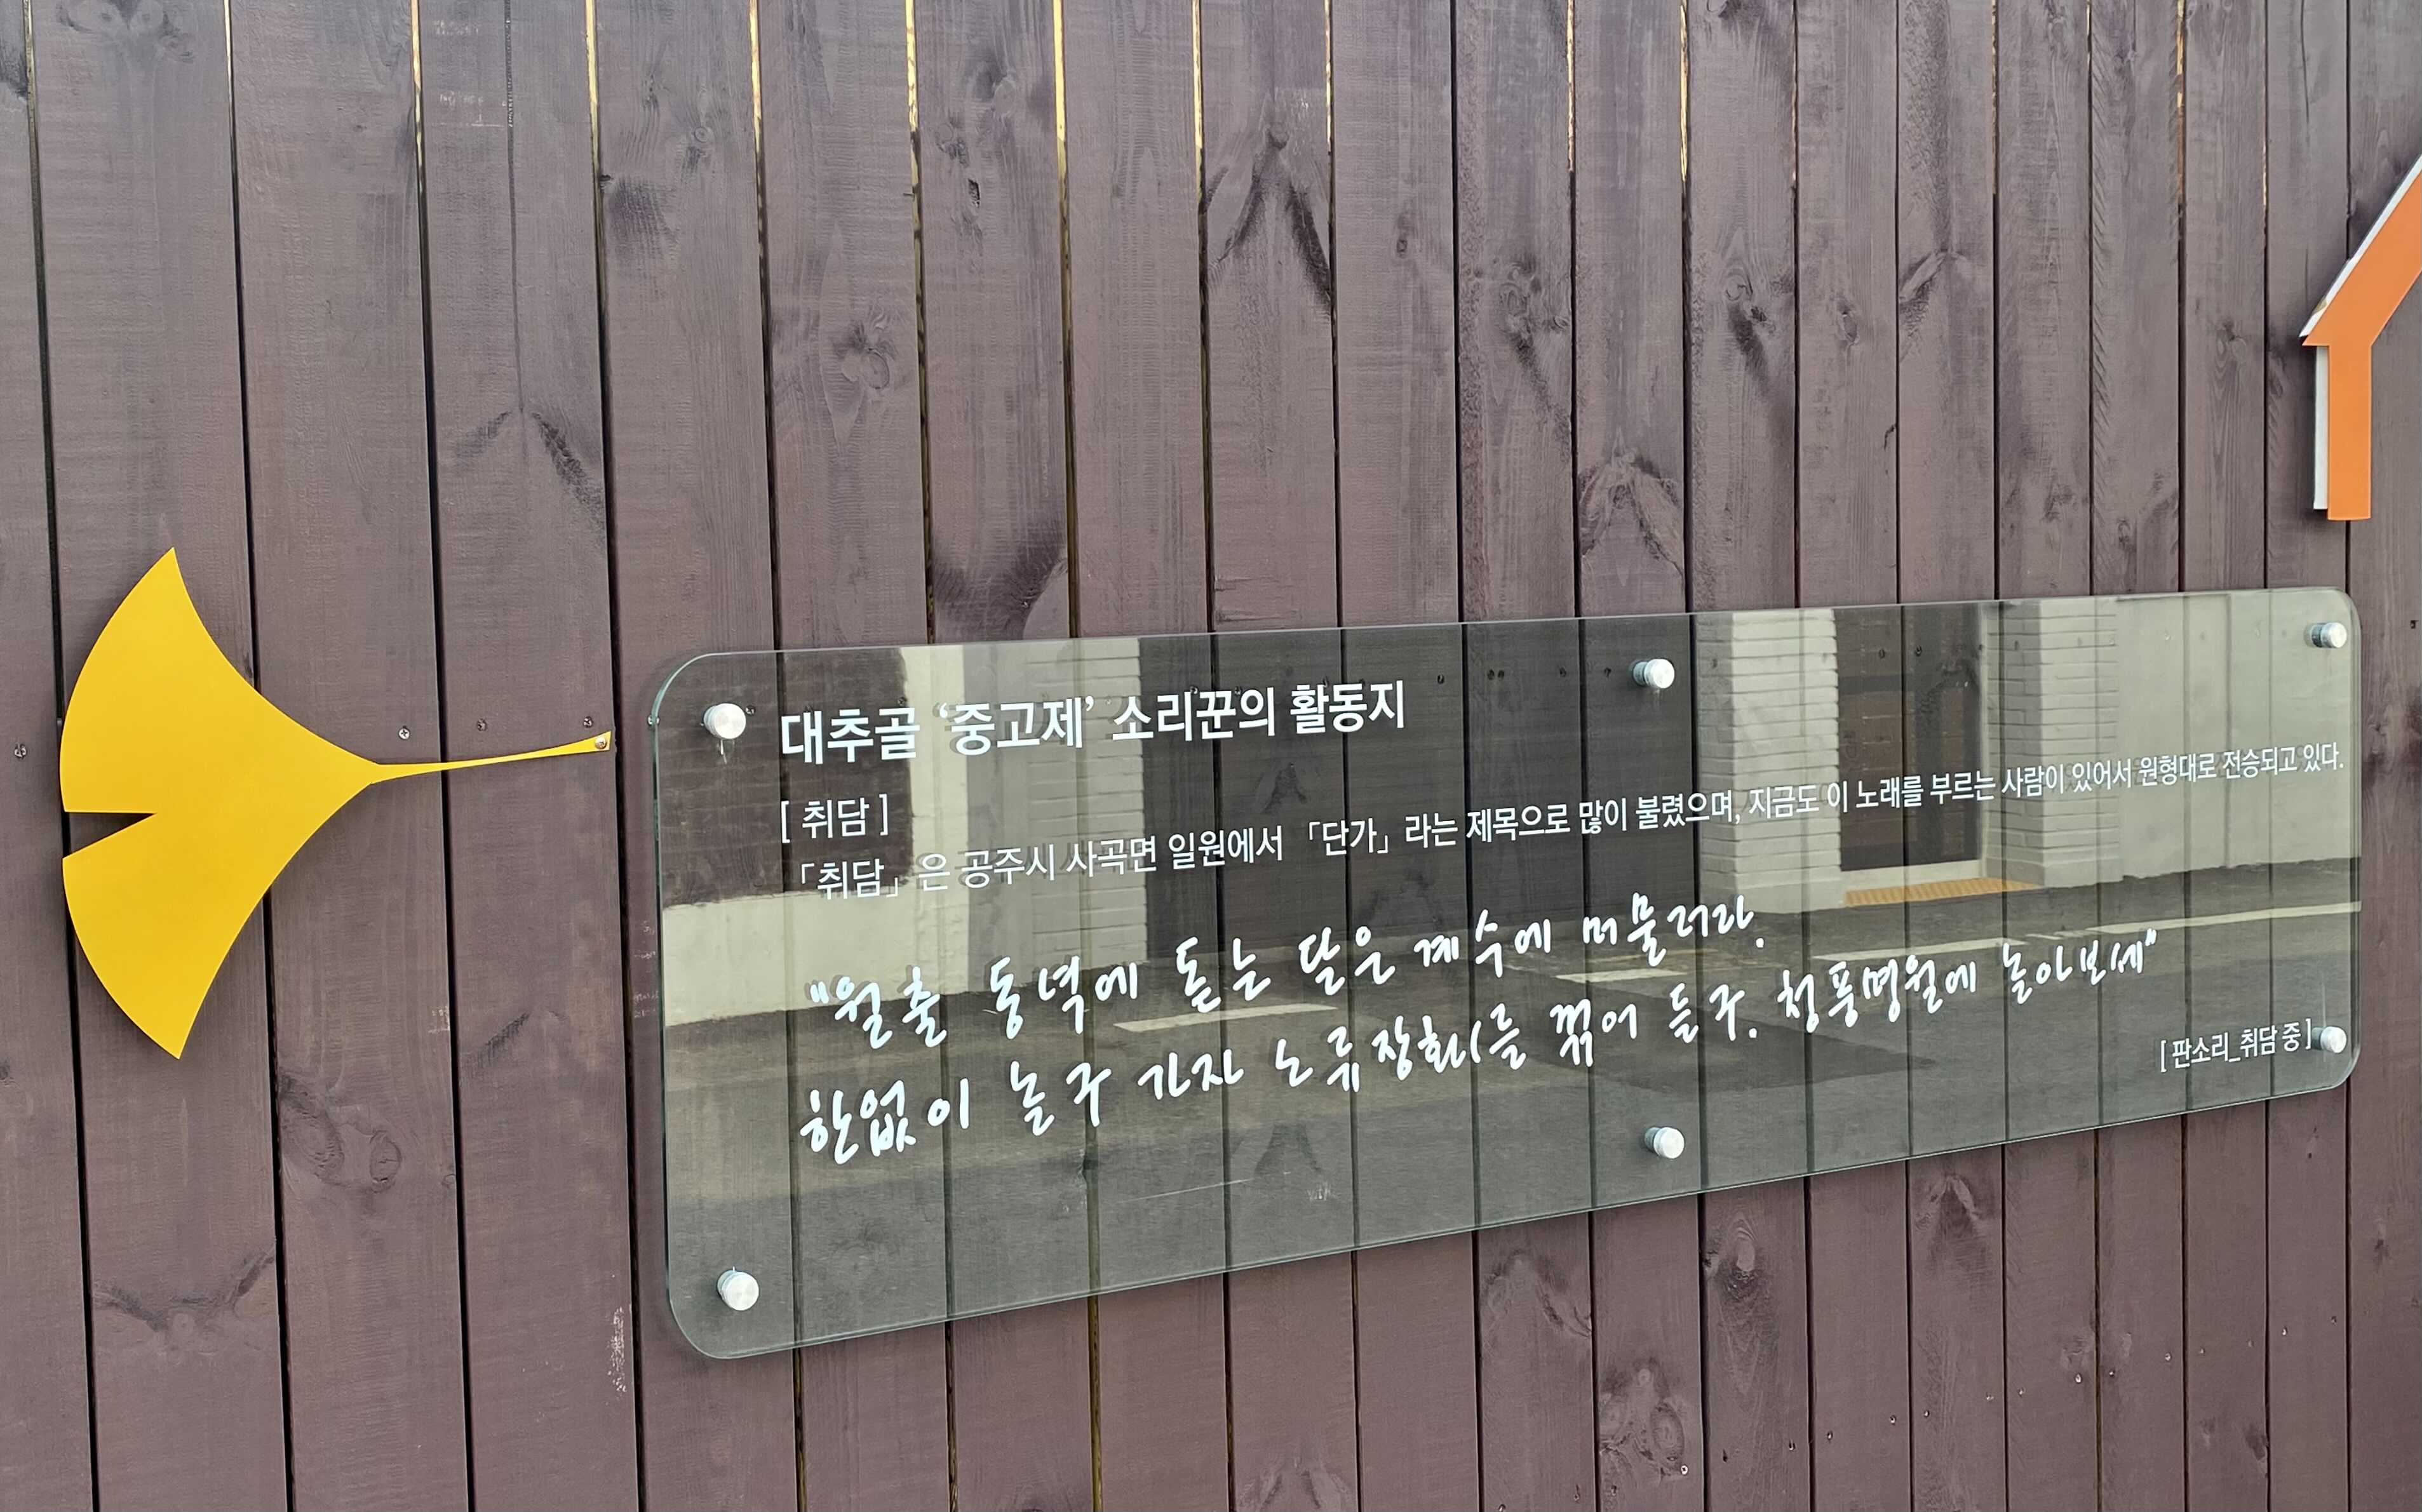 대추골 ‘중고제’ 소리꾼의 활동지
[ 취담 ]
「취담」은 공주시 사곡면 일원에서 「단가」라는 제목으로 많이 불렸으며, 지금도 이 노래를 부르는 사람이 있어서 원형대로 전승되고 있다.
"월출 동녘에 돋는 달은 계수에 머물러라.
한없이 놀구 가자 노류장화를 꺾어 들구. 청풍명월에 놀아보세"
[ 판소리_취담 중 ]